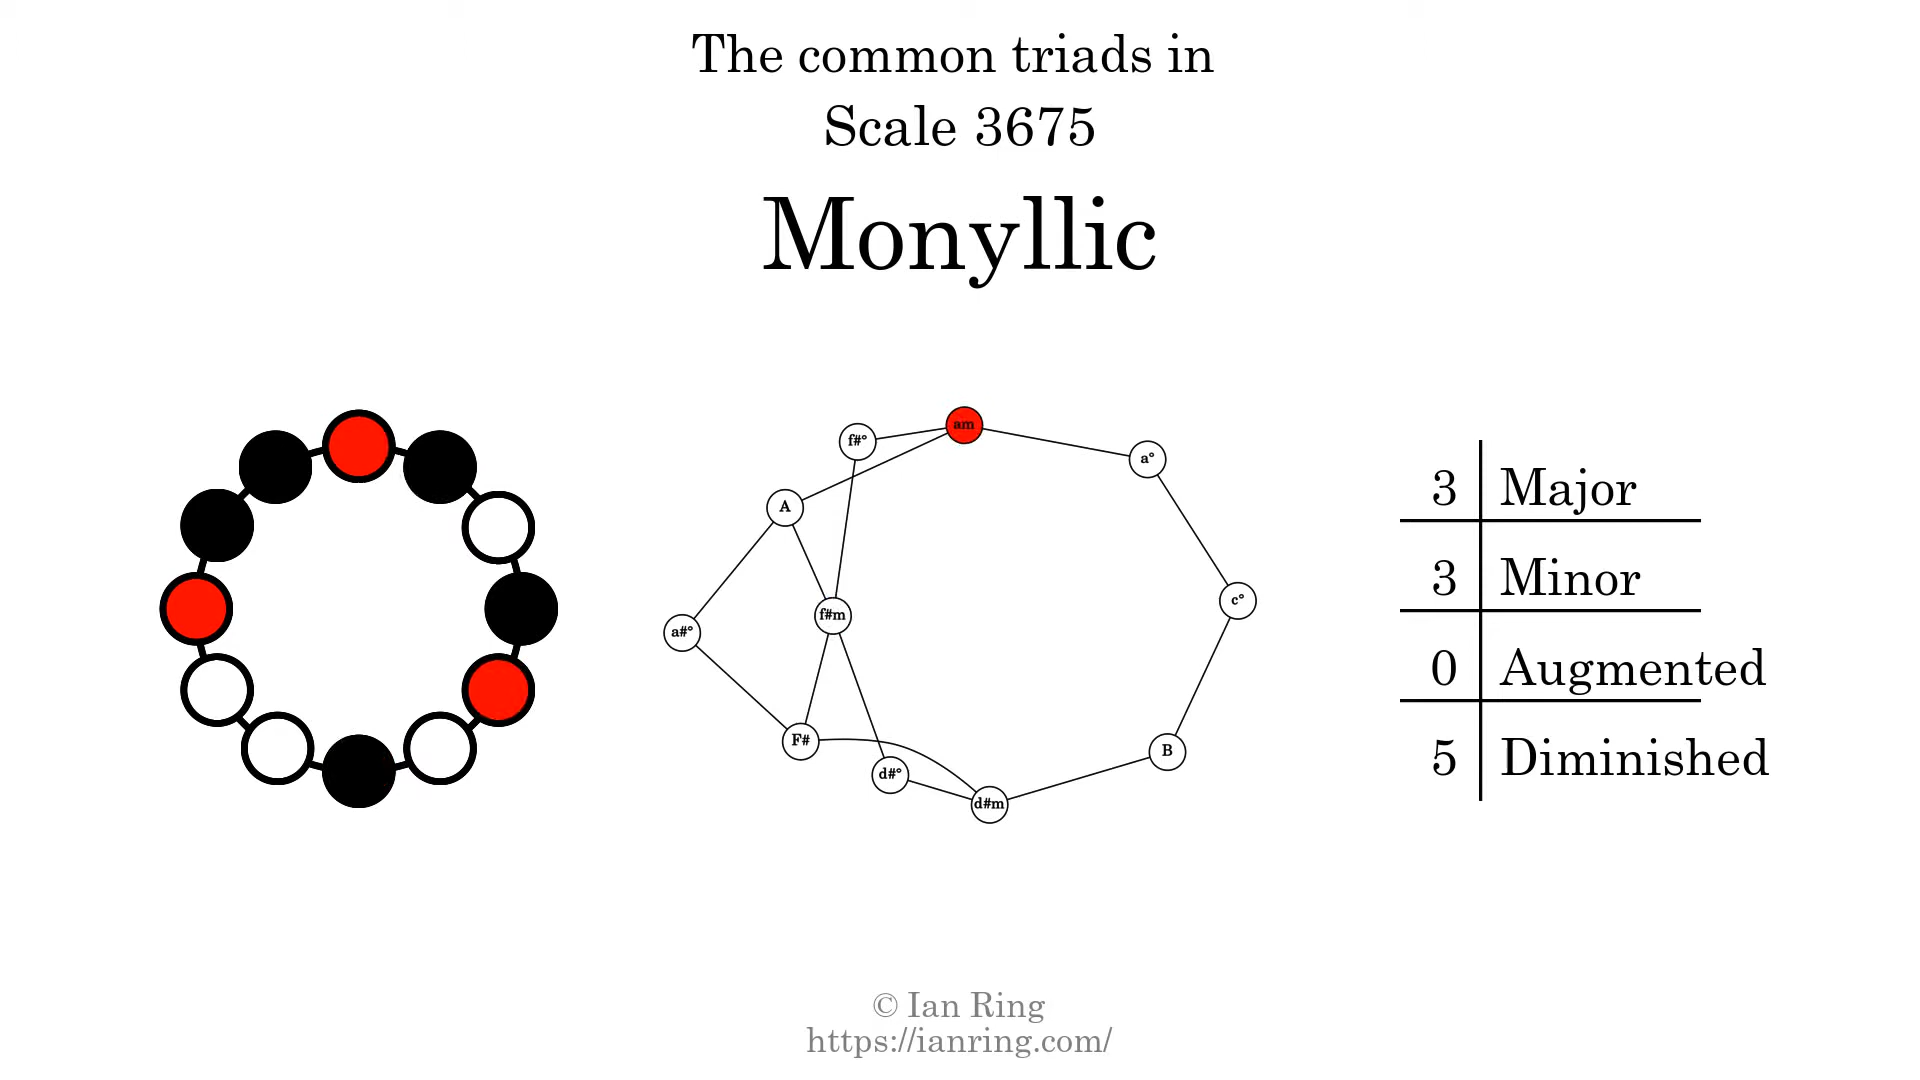 The common triads in
Scale 3675
Monyllic
f#°
am
a°
A
c°
f#m
a#°
F#
B
d#°
d#m
3 Major
3 Minor
0 Augmented
5 Diminished
© Ian Ring
https://ianring.com/